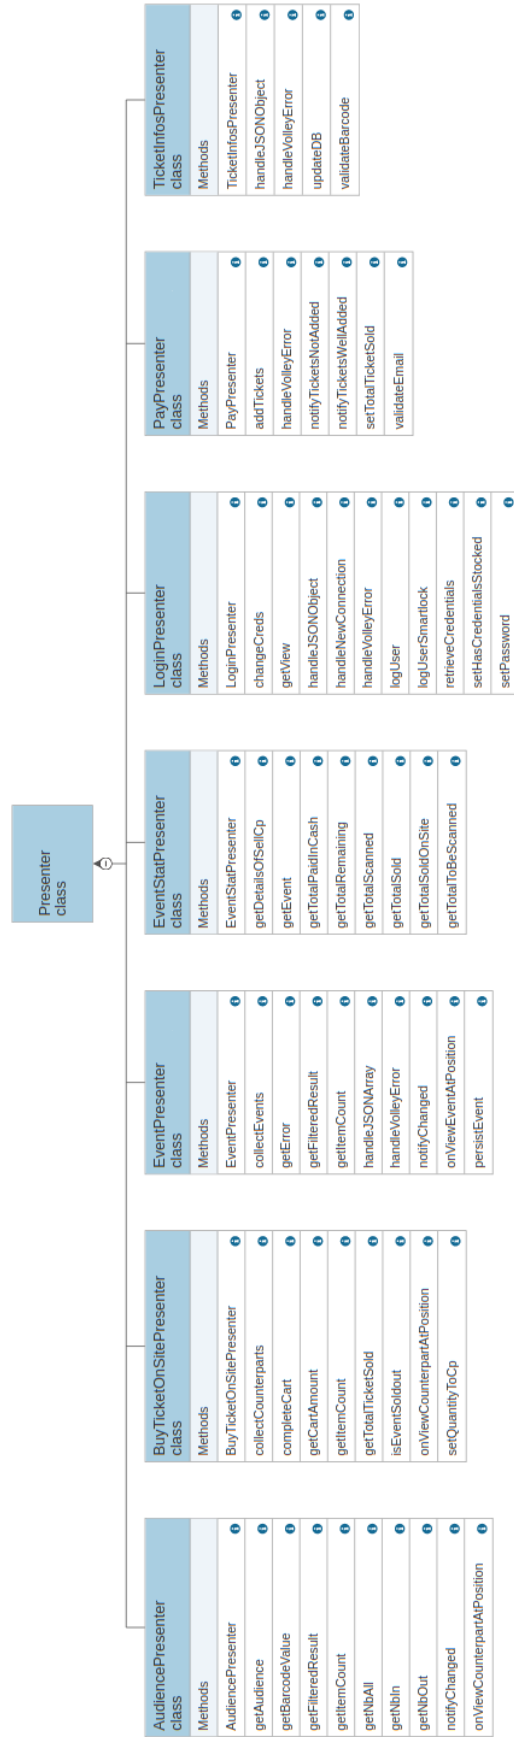 Presenter
class
AudiencePresenter
class
Methods
AudiencePresenter
getAudience
getBarcodeValue
getFilteredResult
getItemCount
getNbAll
getNbIn
getNbOut
notifyChanged
onViewCounterpartAtPosition
BuyTicketOnSitePresenter
class
Methods
BuyTicketOnSitePresenter
collectCounterparts
completeCart
getCartAmount
getItemCount
getTotalTicketSold
isEventSoldout
onViewCounterpartAtPosition
setQuantityToCp
EventPresenter
class
Methods
EventPresenter
collectEvents
getError
getFilteredResult
getItemCount
handleJSONArray
handleVolleyError
notifyChanged
onViewEventAtPosition
persistEvent
EventStatPresenter
class
Methods
EventStatPresenter
getDetailsOfSellCp
getEvent
getTotalPaidInCash
getTotalRemaining
getTotalScanned
getTotalSold
getTotalSoldOnSite
getTotalToBeScanned
LoginPresenter
class
Methods
LoginPresenter
changeCreds
getView
handleJSONObject
handleNewConnection
handleVolleyError
logUser
logUserSmartlock
retrieveCredentials
setHasCredentialsStocked
setPassword
PayPresenter
class
Methods
PayPresenter
addTickets
handleVolleyError
notifyTicketsNotAdded
notifyTicketsWellAdded
setTotalTicketSold
validateEmail
TicketInfosPresenter
class
Methods
TicketInfosPresenter
handleJSONObject
handleVolleyError
updateDB
validateBarcode